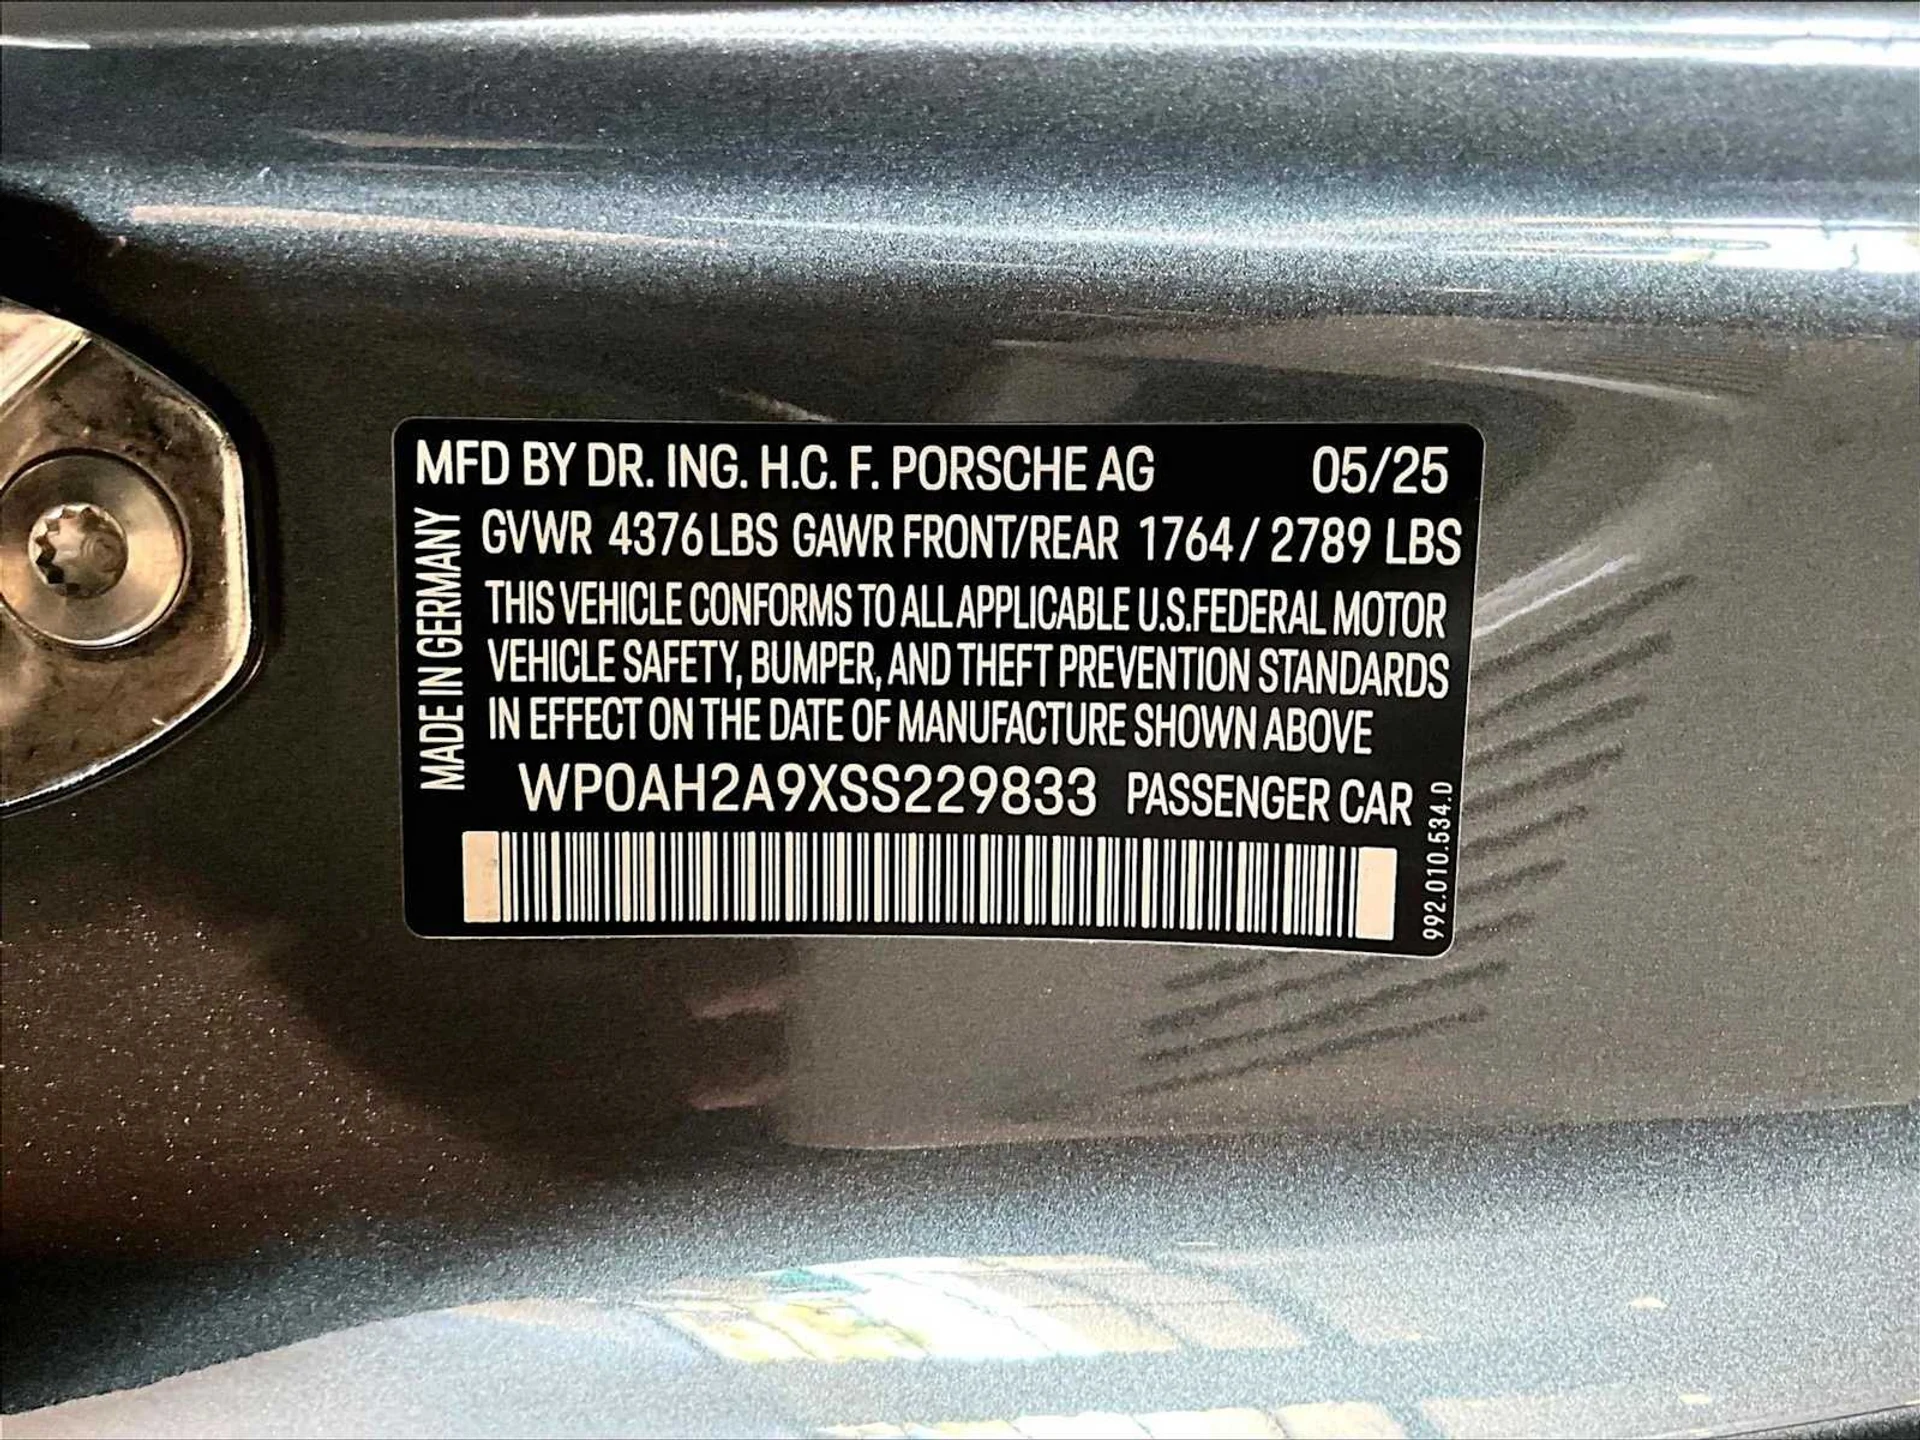 MFD BY DR. ING. H.C. F. PORSCHE AG 05/25
GVWR 4376 LBS GAWR FRONT/REAR 1764 / 2789 LBS
THIS VEHICLE CONFORMS TO ALL APPLICABLE U.S.FEDERAL MOTOR
VEHICLE SAFETY, BUMPER, AND THEFT PREVENTION STANDARDS
IN EFFECT ON THE DATE OF MANUFACTURE SHOWN ABOVE
WP0AH2A9XSS229833 PASSENGER CAR
MADE IN GERMANY
992.010.534.D